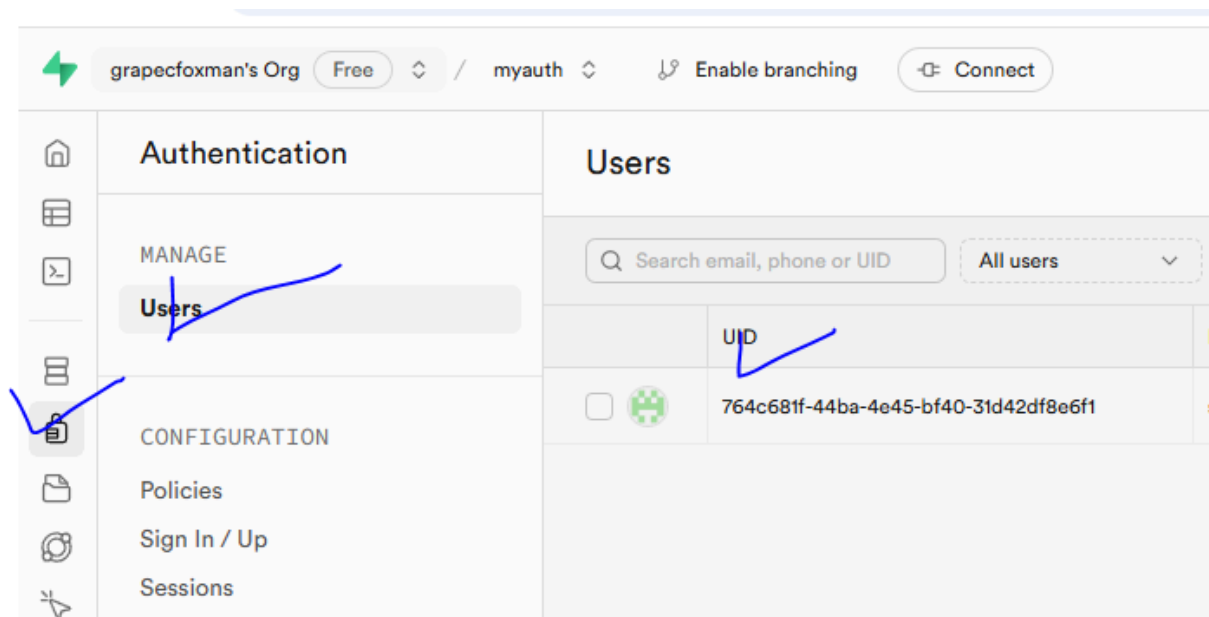 grapecfoxman's Org Free / myauth Enable branching Connect
Authentication
Users
MANAGE
Users
Search email, phone or UID All users
UID
764c681f-44ba-4e45-bf40-31d42df8e6f1
CONFIGURATION
Policies
Sign In / Up
Sessions